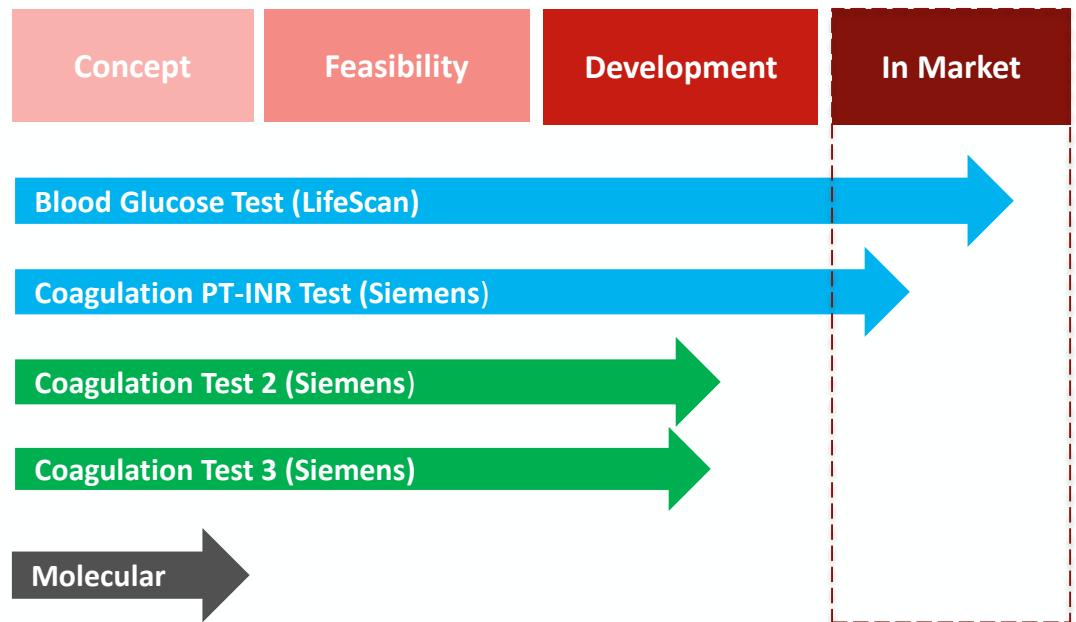 Concept
Feasibility
Development
In Market
Blood Glucose Test (LifeScan)
Coagulation PT-INR Test (Siemens)
Coagulation Test 2 (Siemens)
Coagulation Test 3 (Siemens)
Molecular